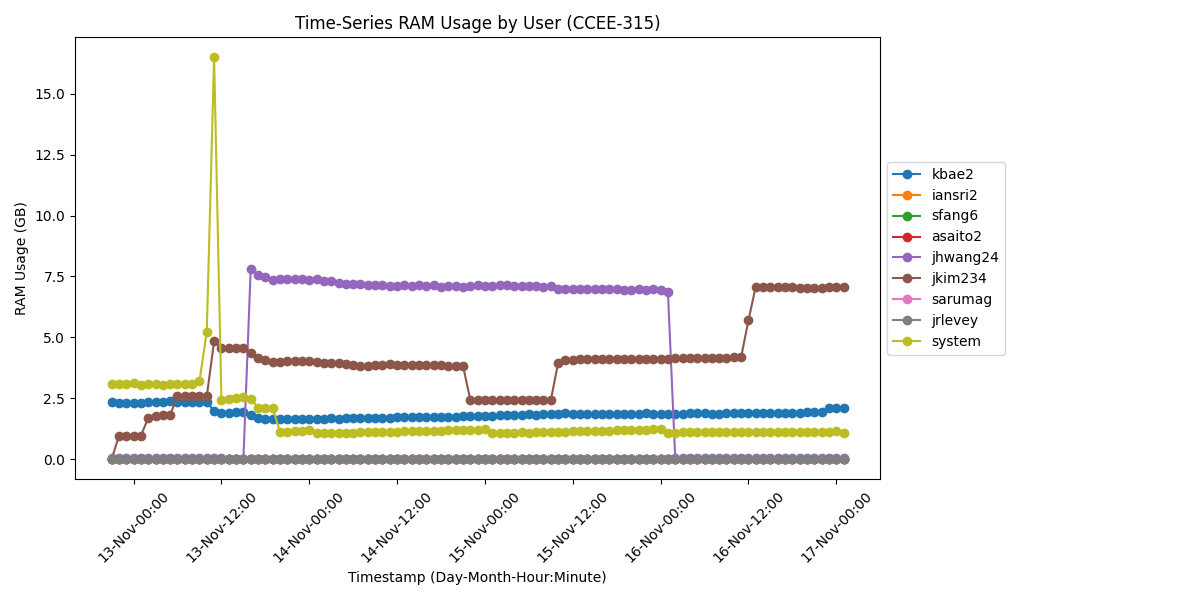 Time-Series RAM Usage by User (CCEE-315)
RAM Usage (GB)
15.0
12.5
10.0
7.5
5.0
2.5
0.0
13-Nov-00:00
13-Nov-12:00
14-Nov-00:00
14-Nov-12:00
15-Nov-00:00
15-Nov-12:00
16-Nov-00:00
16-Nov-12:00
17-Nov-00:00
Timestamp (Day-Month-Hour:Minute)
kbae2
iansri2
sfang6
asaito2
jhwang24
jkim234
sarumag
jrlevey
system